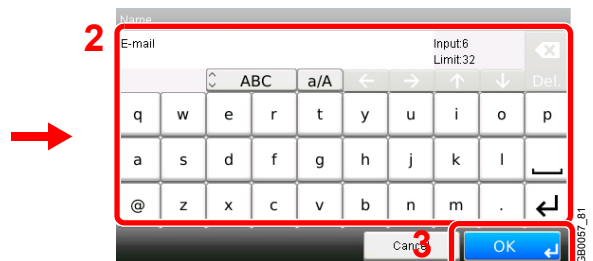 Name
2
E-mail
Input:6
Limit:32
ABC a/A Del.
q w e r t y u i o p
a s d f g h j k l
@ z x c v b n m .
Cancel
3
OK
GB0057_81